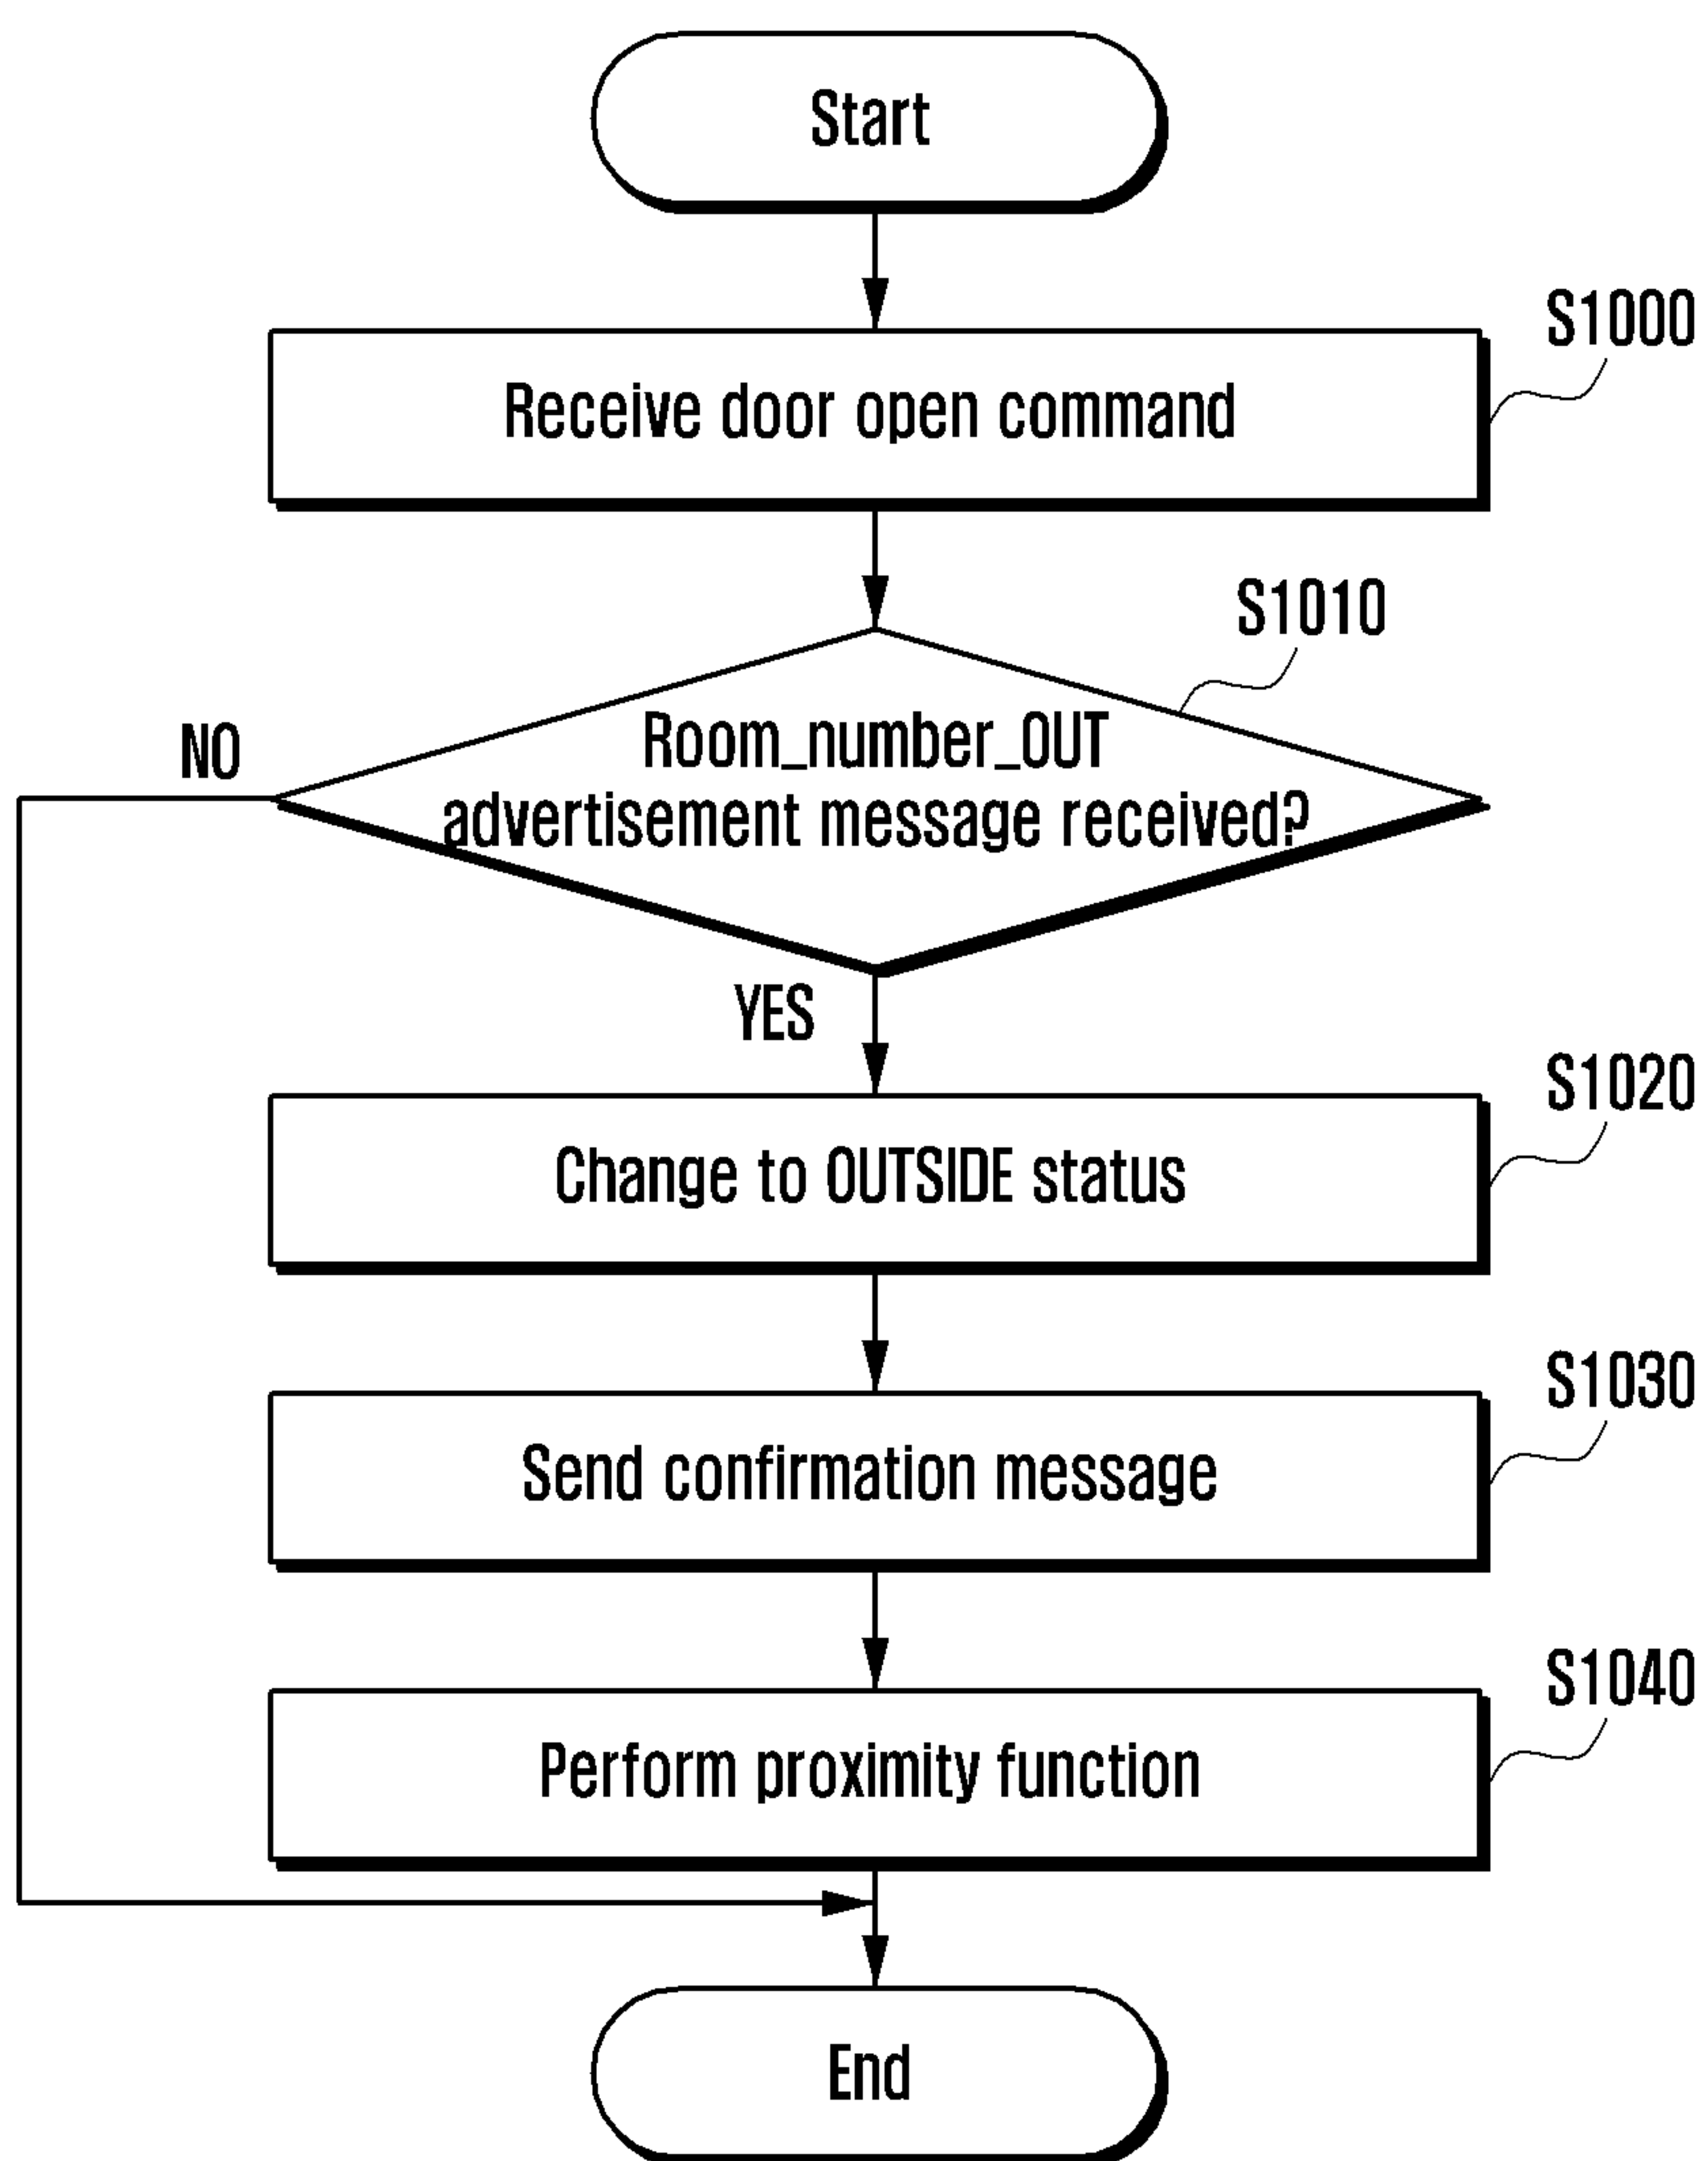 Start
S1000
Receive door open command
S1010
NO
Room_number_OUT
advertisement message received?
YES
S1020
Change to OUTSIDE status
S1030
Send confirmation message
S1040
Perform proximity function
End